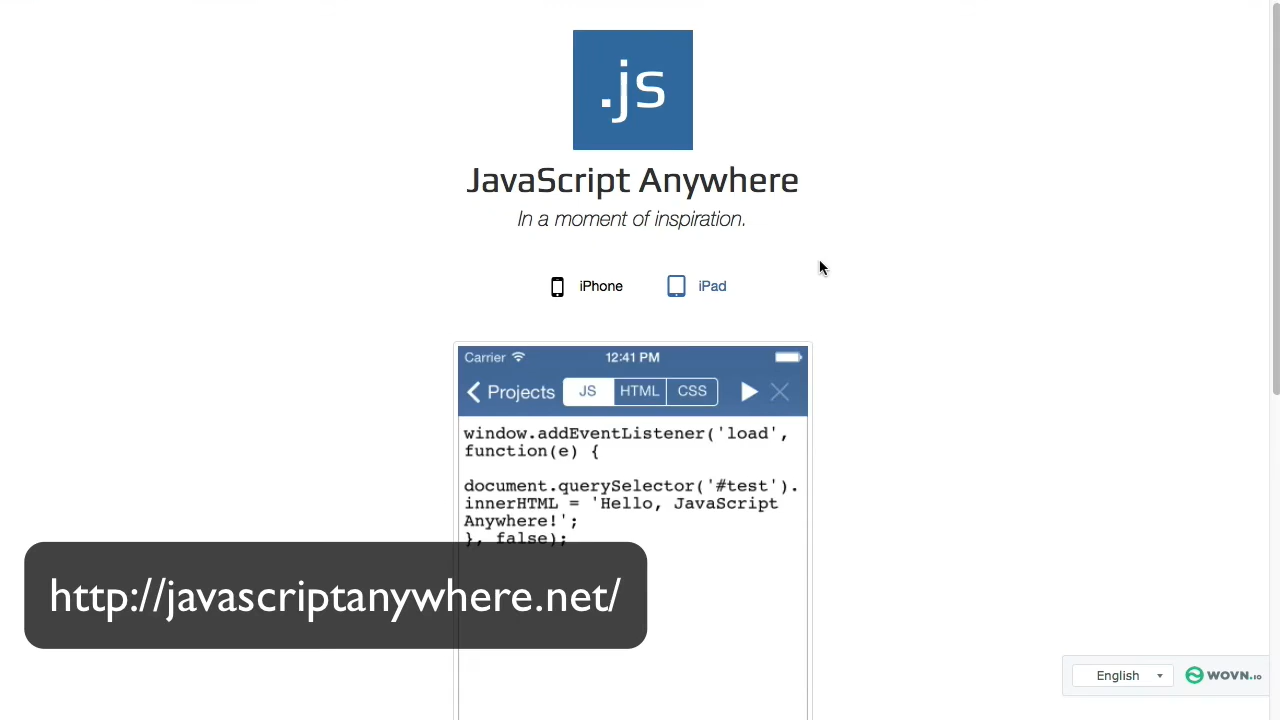 .js
JavaScript Anywhere
In a moment of inspiration.
iPhone iPad
Carrier 12:41 PM
Projects JS HTML CSS
window.addEventListener('load',
function(e) {
document.querySelector('#test').
innerHTML = 'Hello, JavaScript
Anywhere!';
}, false);
http://javascriptanywhere.net/
English WOVN.io